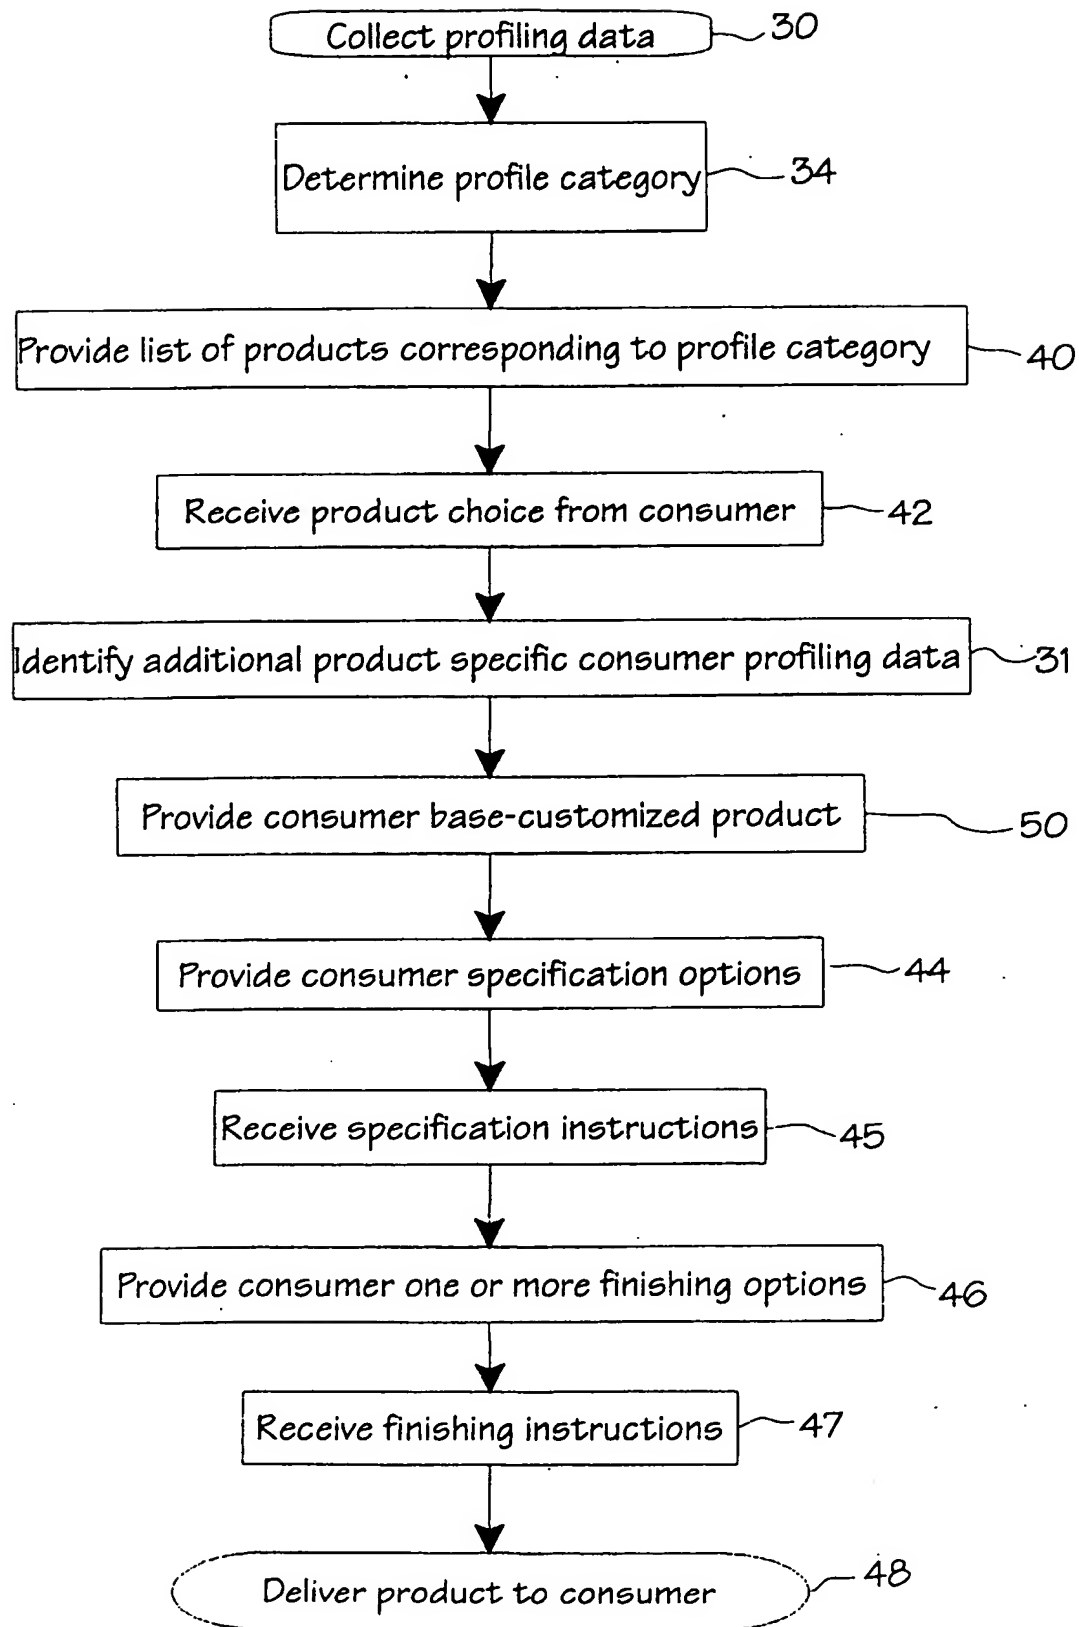 Collect profiling data 30
Determine profile category 34
Provide list of products corresponding to profile category 40
Receive product choice from consumer 42
Identify additional product specific consumer profiling data 31
Provide consumer base-customized product 50
Provide consumer specification options 44
Receive specification instructions 45
Provide consumer one or more finishing options 46
Receive finishing instructions 47
Deliver product to consumer 48